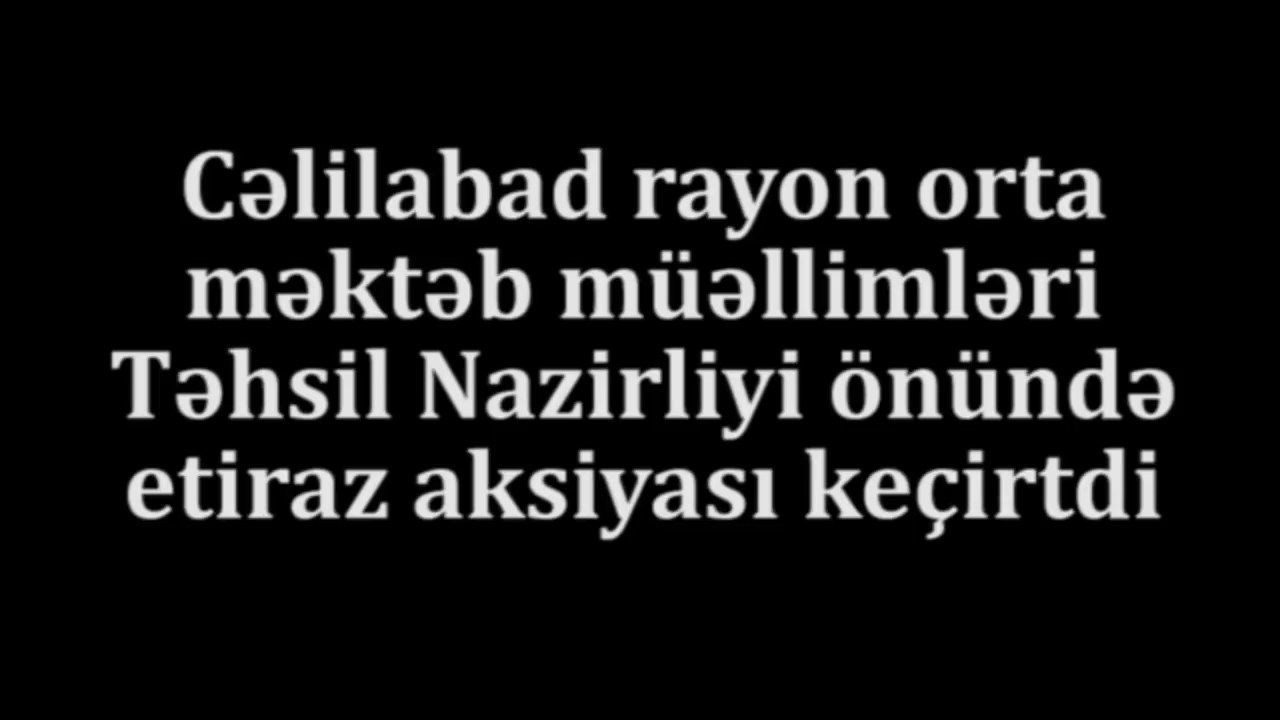 Cəlilabad rayon orta
məktəb müəllimləri
Təhsil Nazirliyi önündə
etiraz aksiyası keçirtdi